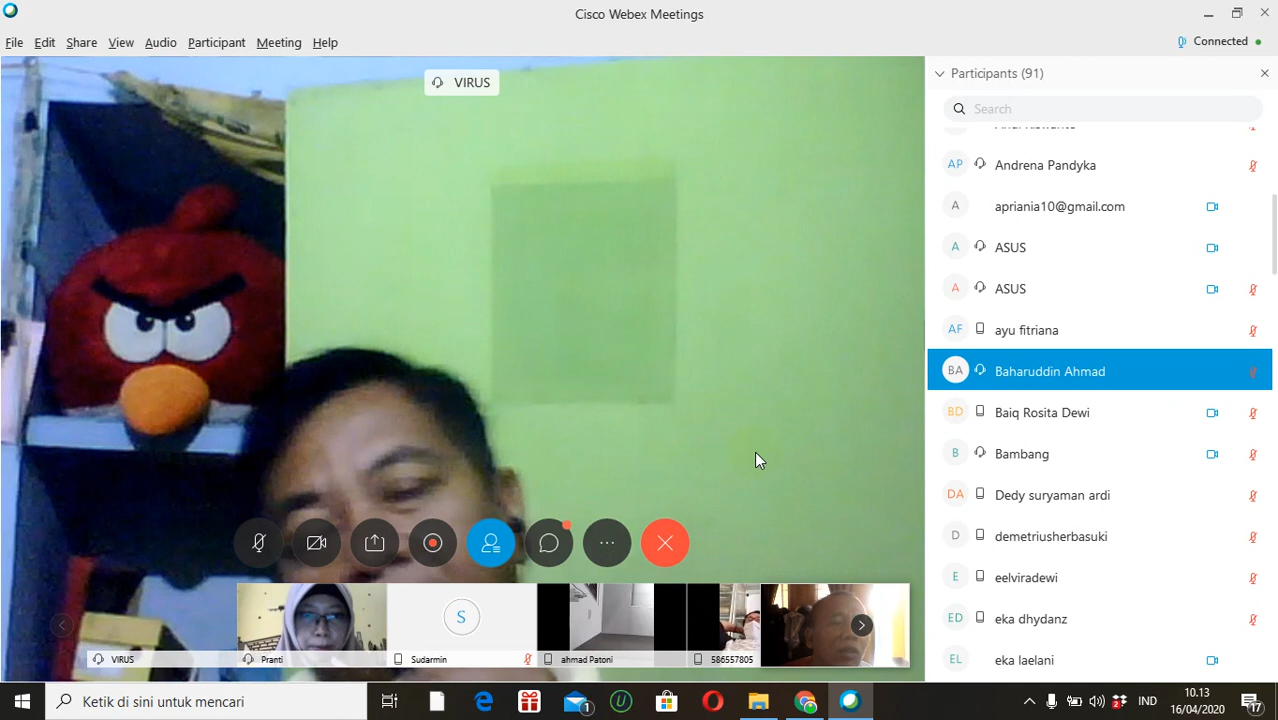 Cisco Webex Meetings
File Edit Share View Audio Participant Meeting Help
Connected
VIRUS
Participants (91)
Search
AP Andrena Pandyka
A apriania10@gmail.com
A ASUS
A ASUS
AF ayu fitriana
BA Baharuddin Ahmad
BD Baiq Rosita Dewi
B Bambang
DA Dedy suryaman ardi
D demetriusherbasuki
E eelviradewi
ED eka dhydanz
EL eka laelani
S
VIRUS Pranti Sudarmin ahmad Patoni 586557805
Ketik di sini untuk mencari
1
2
IND
10.13
16/04/2020
17